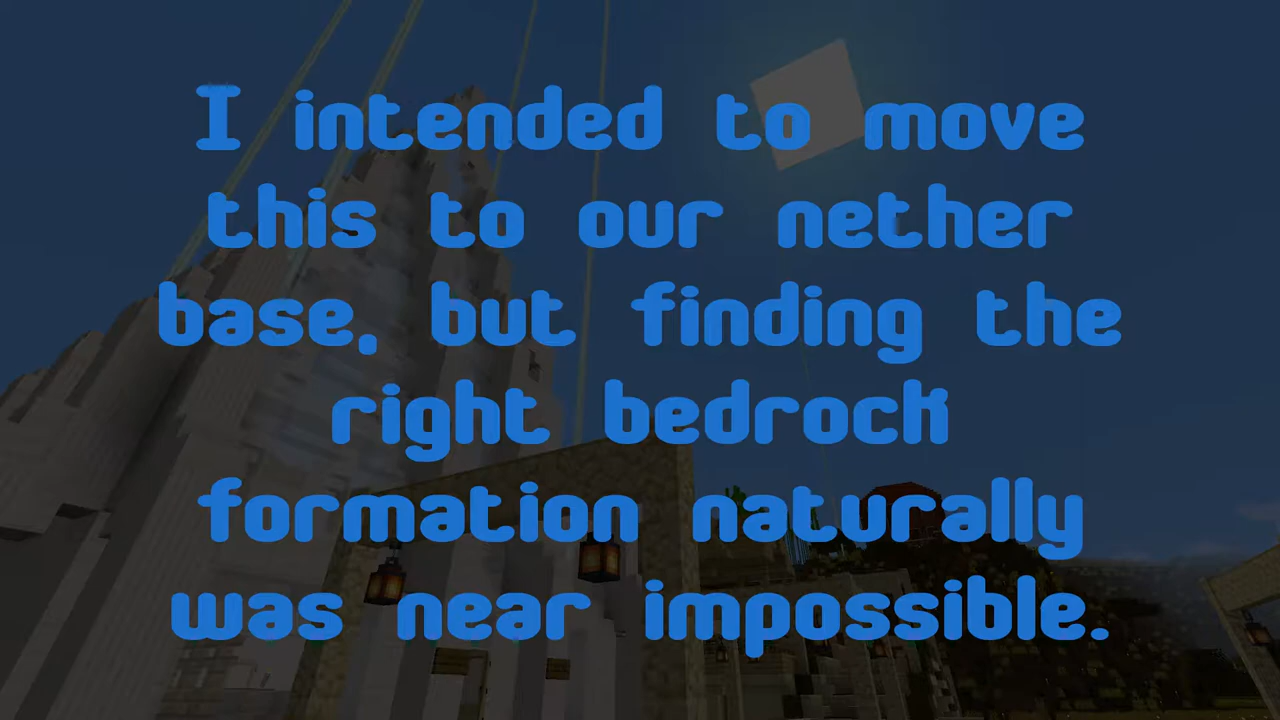 I intended to move
this to our nether
base, but finding the
right bedrock
formation naturally
was near impossible.